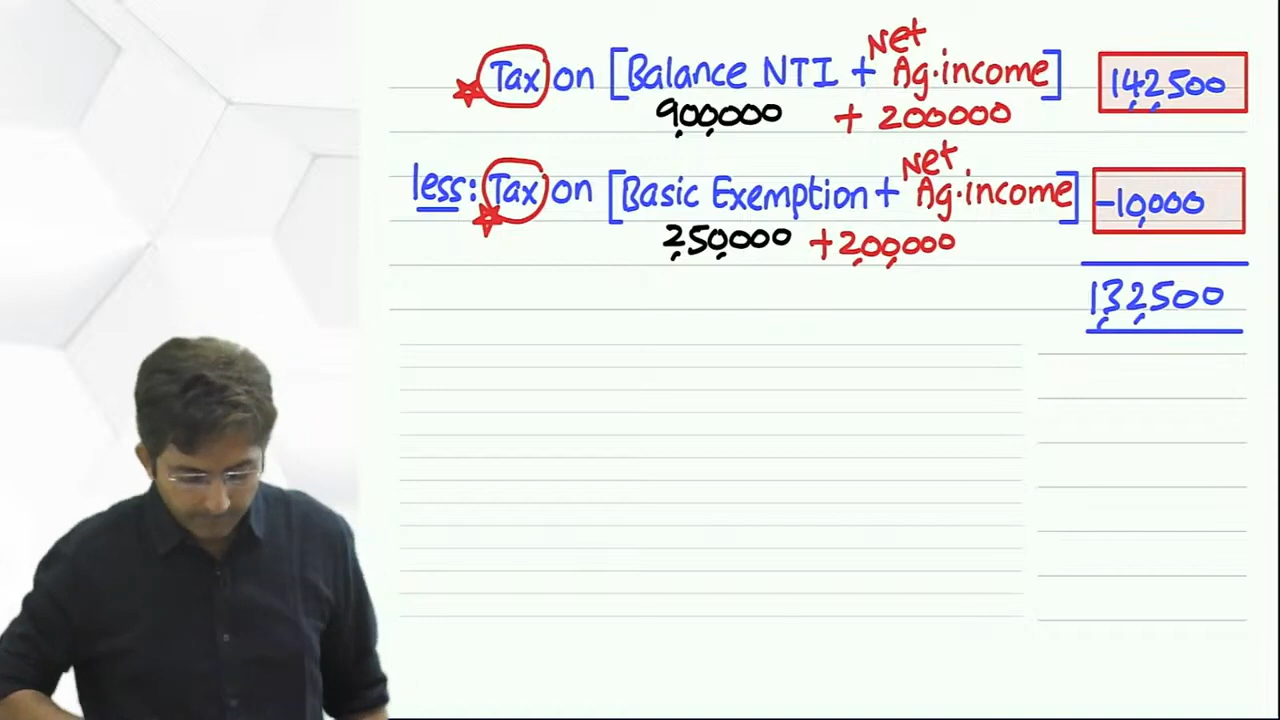 Net
Tax on [Balance NTI + Ag.income] 142500
900000 + 200000
Net
less: Tax on [Basic Exemption + Ag.income] -10,000
250000 + 200000
132500